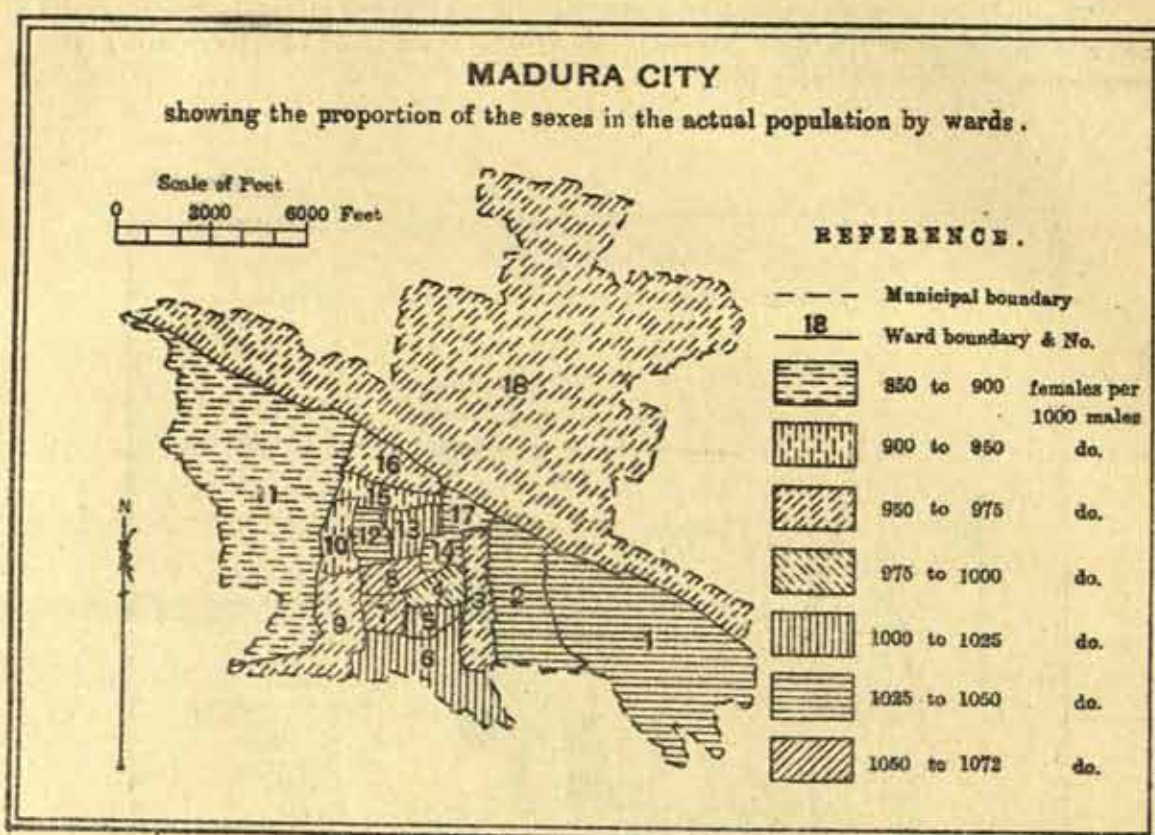 MADURA CITY
showing the proportion of the sexes in the actual population by wards.
Scale of Feet
0 2000 6000 Feet
REFERENCE.
Municipal boundary
18 Ward boundary & No.
850 to 900 females per
1000 males
900 to 950 do.
950 to 975 do.
975 to 1000 do.
1000 to 1025 do.
1025 to 1050 do.
1050 to 1072 do.
N
18
16
11
15
17
12
10
14
8
3
2
9
7
5
1
6